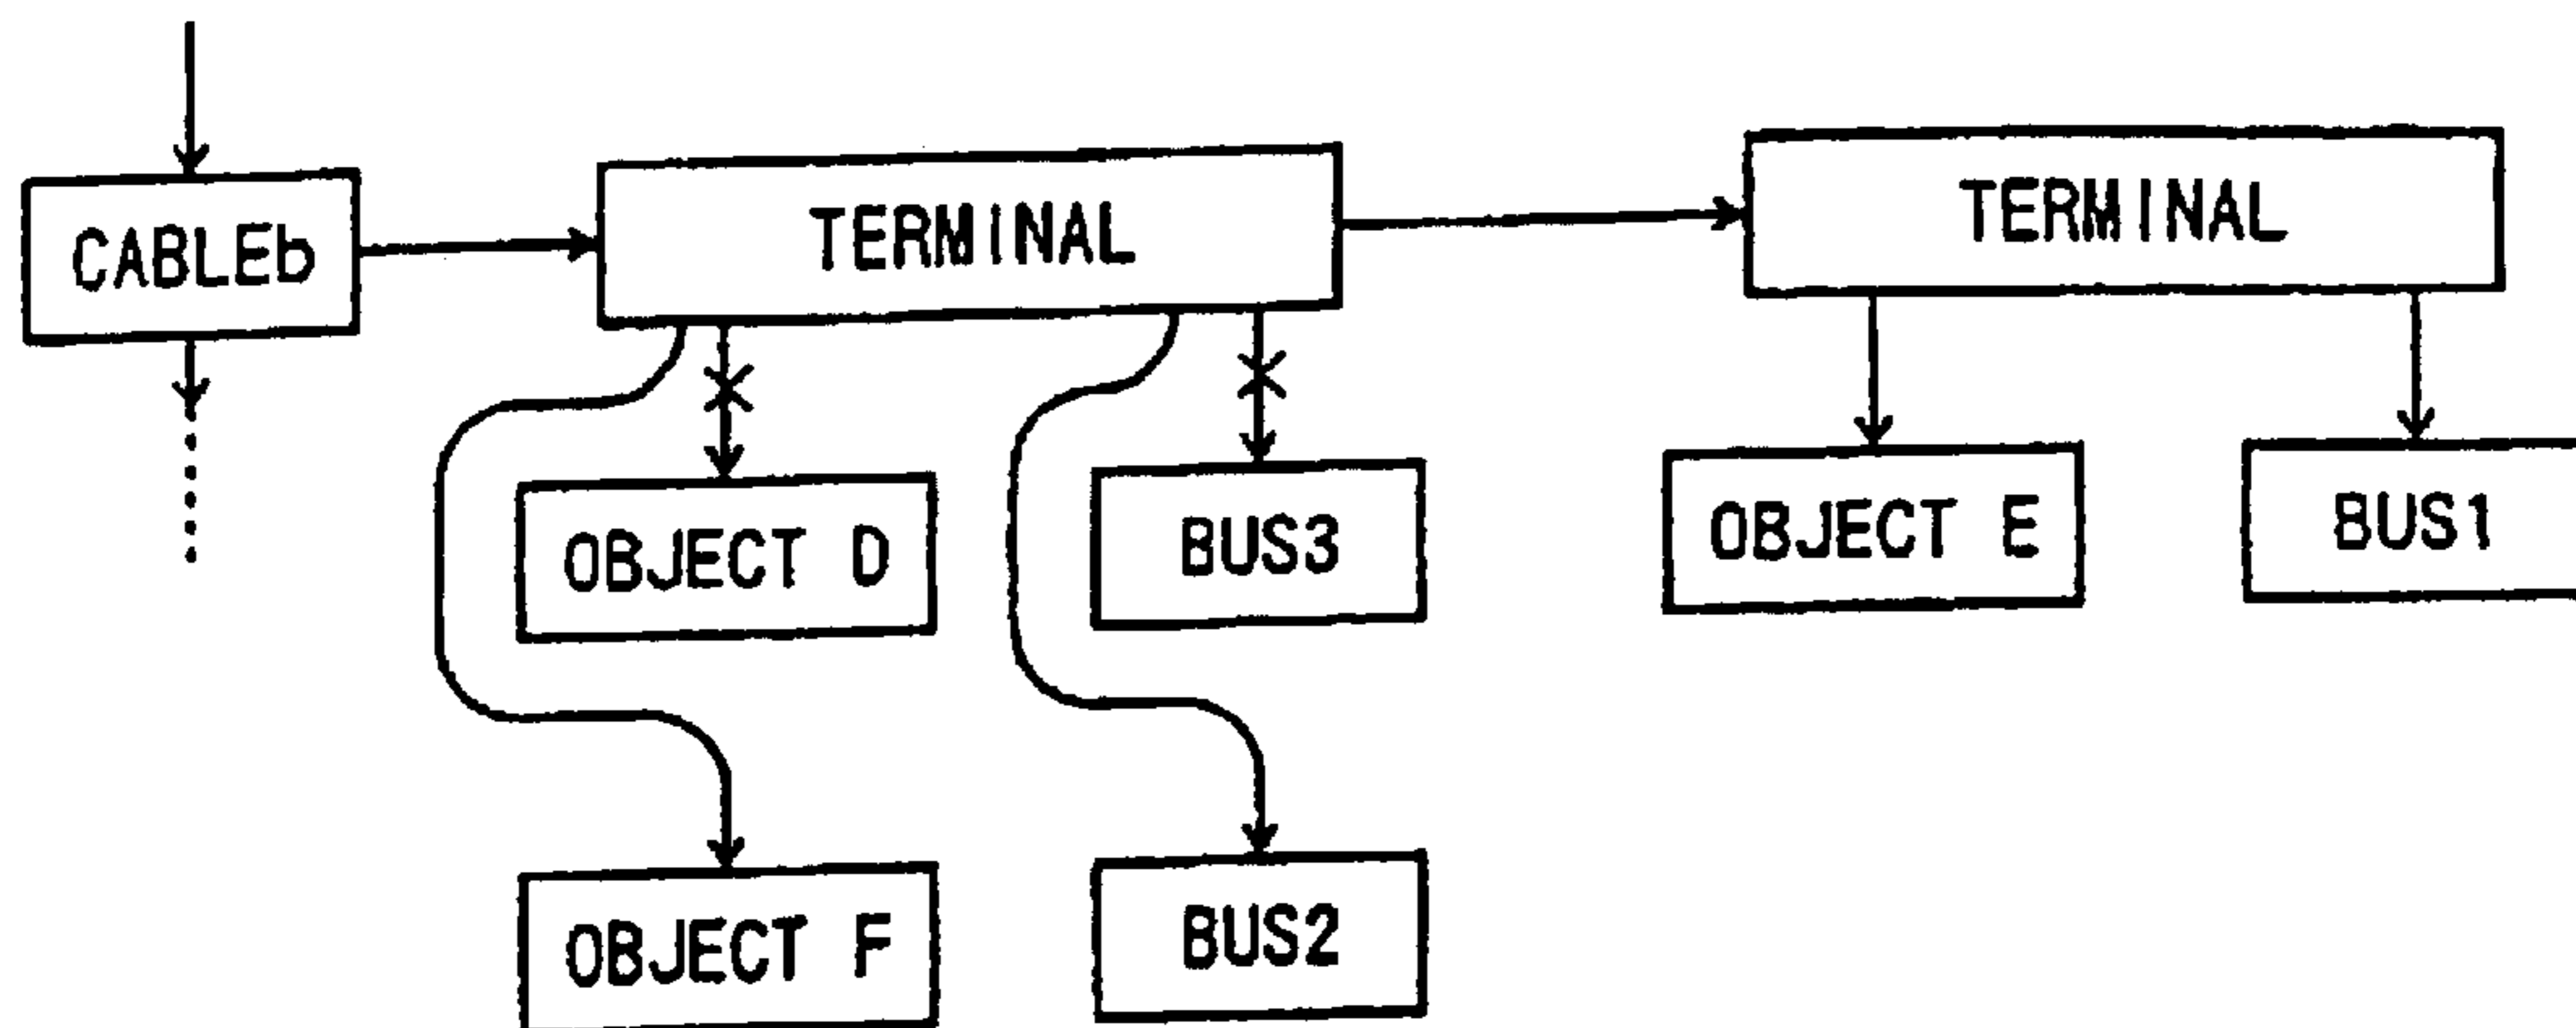 CABLEb
TERMINAL
TERMINAL
OBJECT D
BUS3
OBJECT E
BUS1
OBJECT F
BUS2